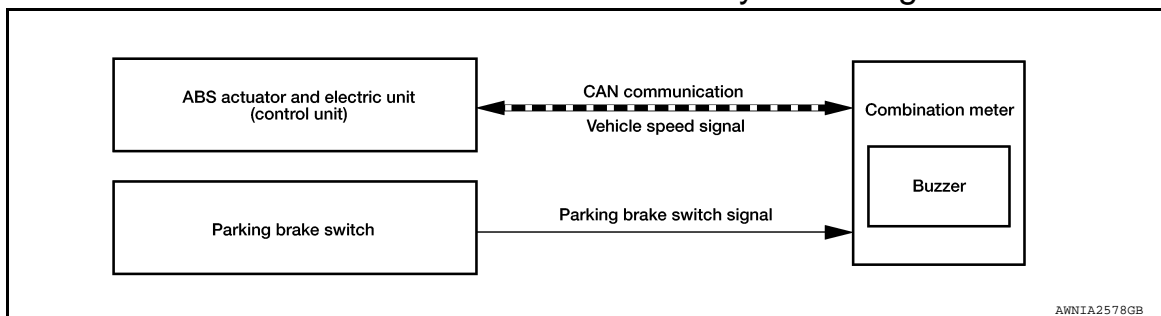 ABS actuator and electric unit
(control unit)
CAN communication
Vehicle speed signal
Combination meter
Buzzer
Parking brake switch
Parking brake switch signal
AWNIA2578GB